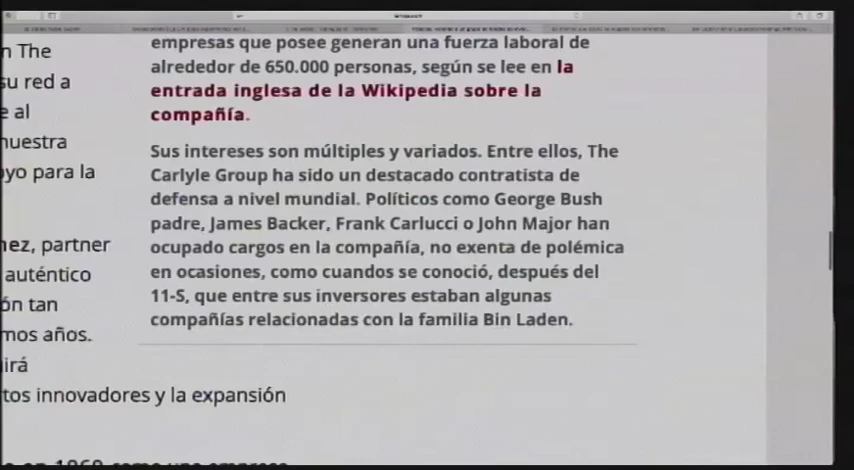 n The
su red a
e al
nuestra
oyo para la
nez, partner
auténtico
ón tan
mos años.
irá
tos innovadores y la expansión
empresas que posee generan una fuerza laboral de
alrededor de 650.000 personas, según se lee en la
entrada inglesa de la Wikipedia sobre la
compañía.
Sus intereses son múltiples y variados. Entre ellos, The
Carlyle Group ha sido un destacado contratista de
defensa a nivel mundial. Políticos como George Bush
padre, James Backer, Frank Carlucci o John Major han
ocupado cargos en la compañía, no exenta de polémica
en ocasiones, como cuandos se conoció, después del
11-S, que entre sus inversores estaban algunas
compañías relacionadas con la familia Bin Laden.